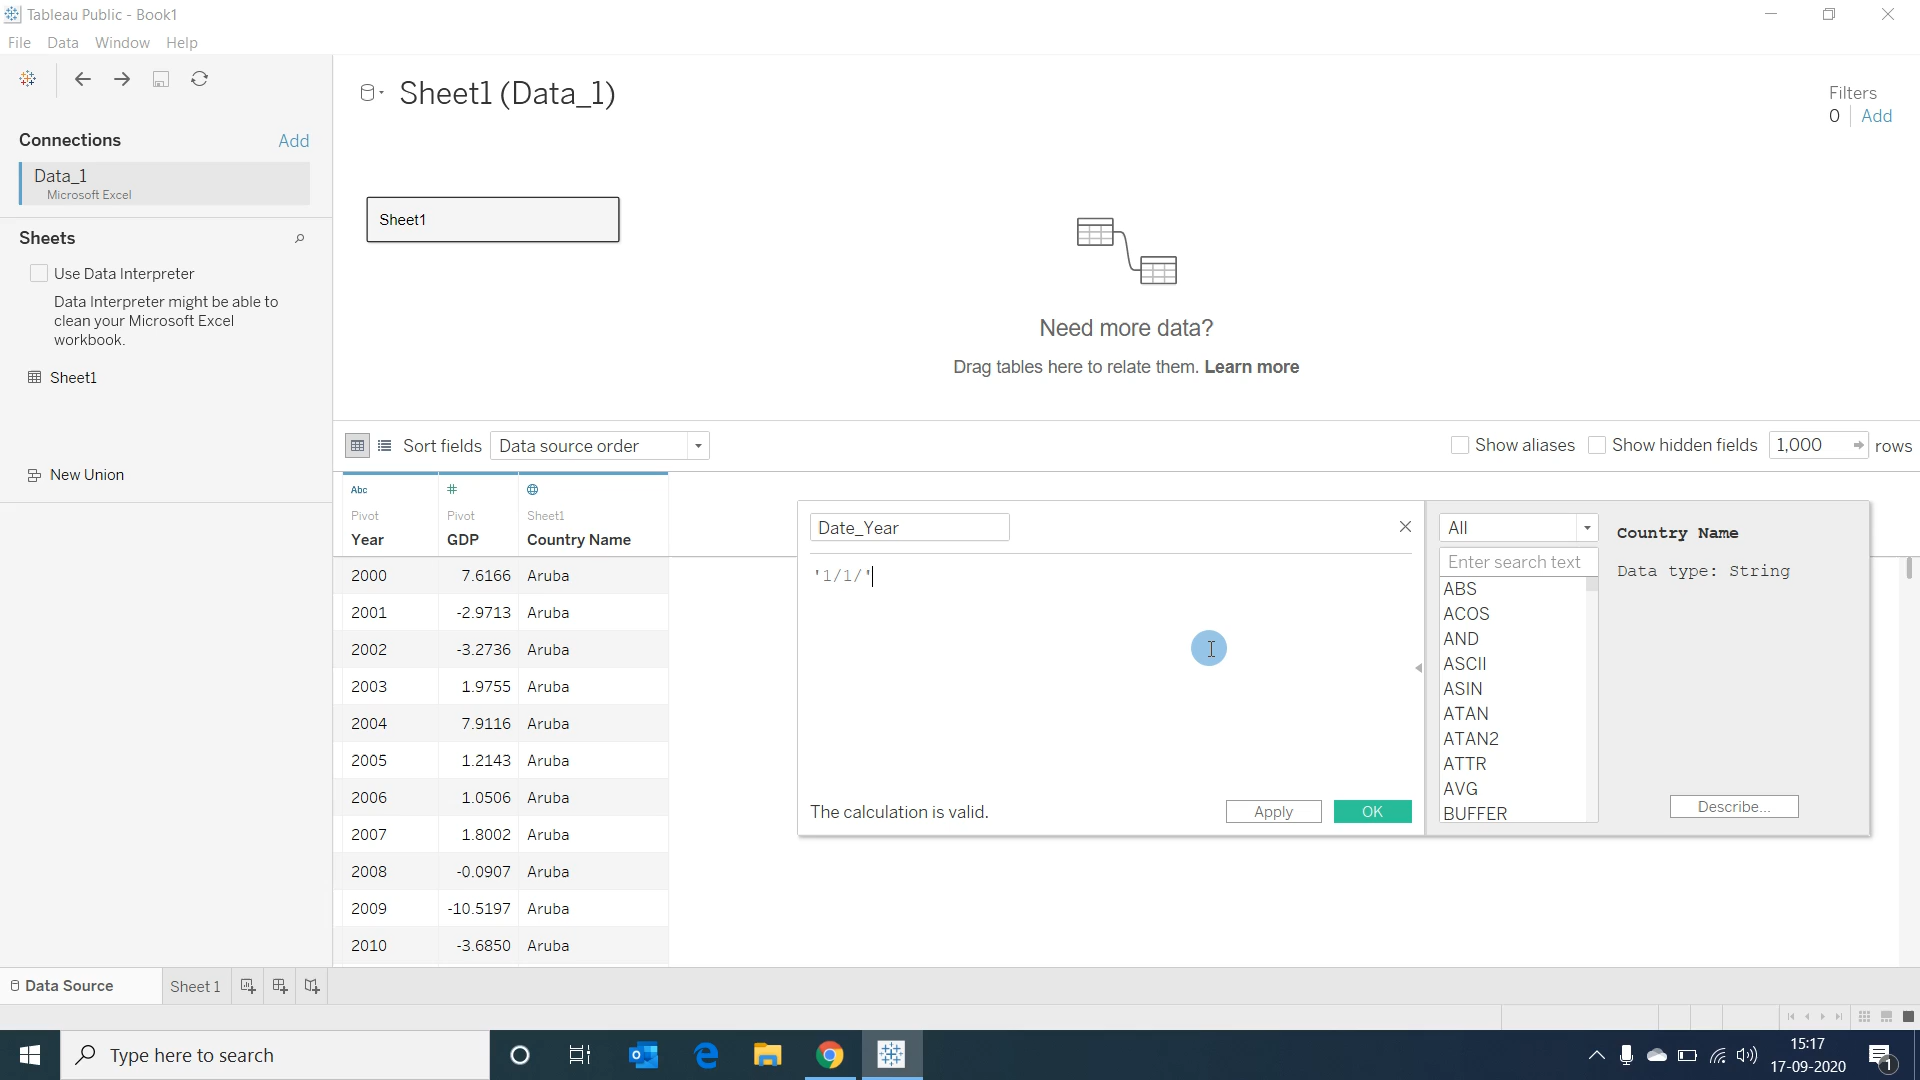 Tableau Public - Book1
File Data Window Help
Connections Add
Data_1
Microsoft Excel
Sheets
Use Data Interpreter
Data Interpreter might be able to
clean your Microsoft Excel
workbook.
Sheet1
New Union
Sheet1 (Data_1)
Filters
0 Add
Sheet1
Need more data?
Drag tables here to relate them. Learn more
Sort fields Data source order
Show aliases Show hidden fields 1,000 rows
Abc #
Pivot Pivot Sheet1
Year GDP Country Name
2000 7.6166 Aruba
2001 -2.9713 Aruba
2002 -3.2736 Aruba
2003 1.9755 Aruba
2004 7.9116 Aruba
2005 1.2143 Aruba
2006 1.0506 Aruba
2007 1.8002 Aruba
2008 -0.0907 Aruba
2009 -10.5197 Aruba
2010 -3.6850 Aruba
Date_Year
'1/1/'
The calculation is valid.
Apply OK
All
Enter search text
ABS
ACOS
AND
ASCII
ASIN
ATAN
ATAN2
ATTR
AVG
BUFFER
Country Name
Data type: String
Describe...
Data Source Sheet 1
Type here to search
15:17
17-09-2020
1